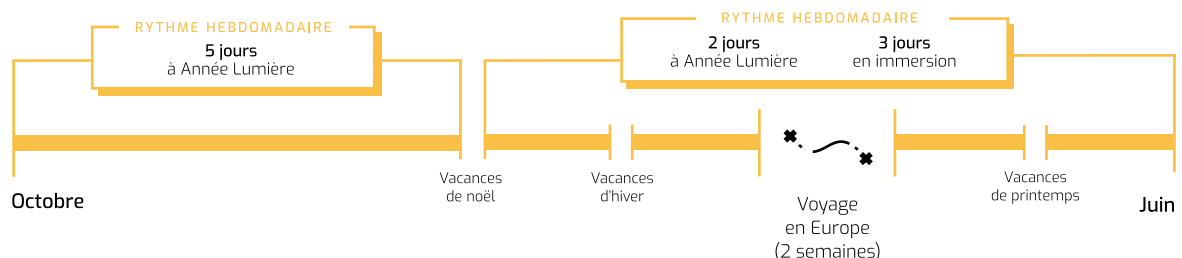 RYTHME HEBDOMADAIRE
5 jours
à Année Lumière
RYTHME HEBDOMADAIRE
2 jours
à Année Lumière
3 jours
en immersion
Octobre
Vacances
de noël
Vacances
d'hiver
Voyage
en Europe
(2 semaines)
Vacances
de printemps
Juin